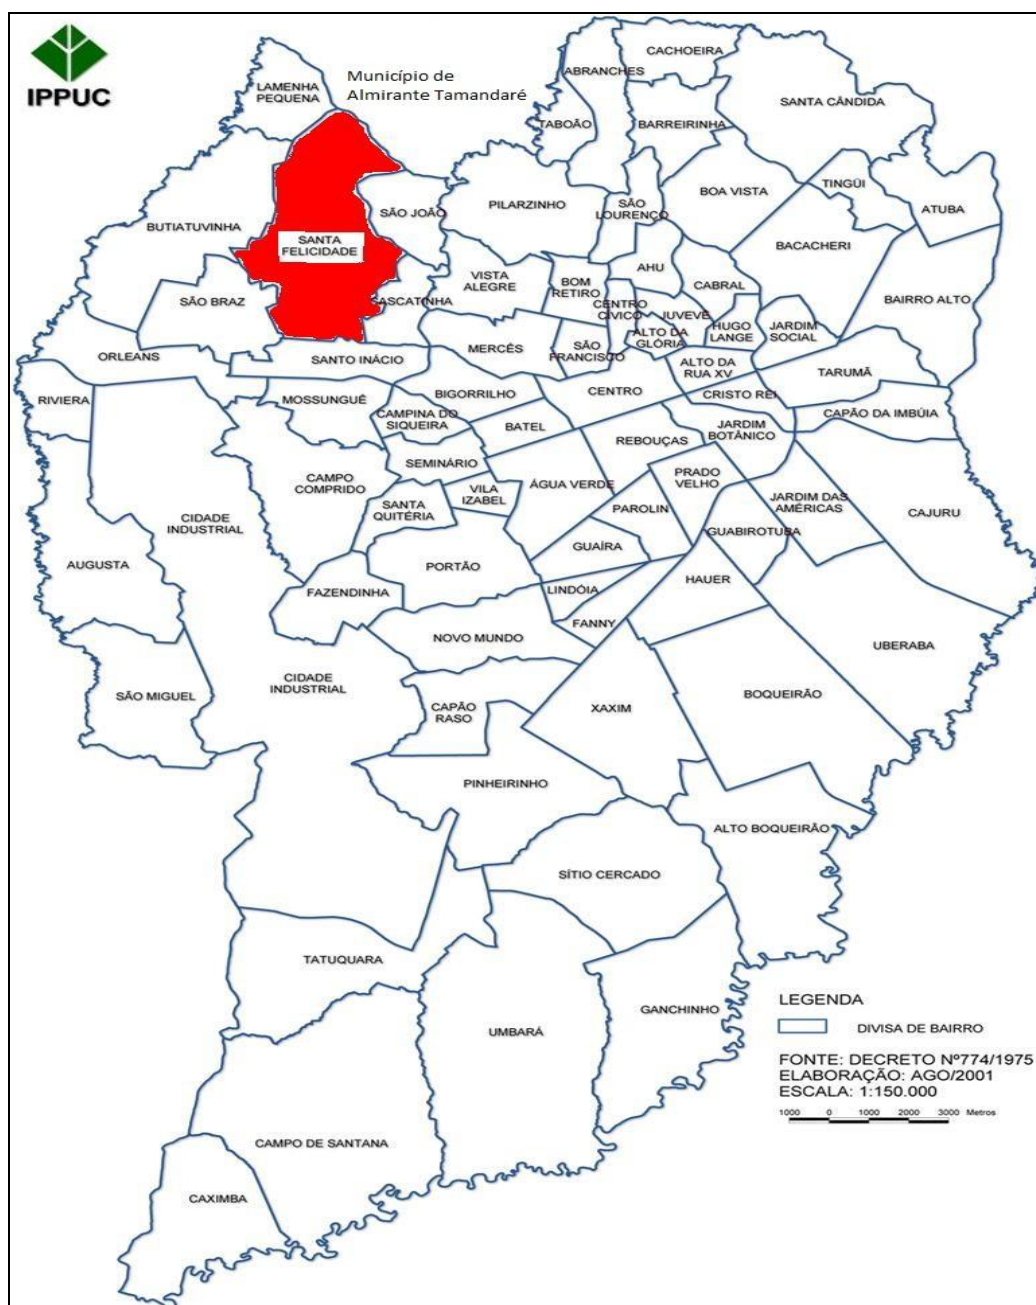 IPPUC
Município de
Almirante Tamandaré
LAMENHA
PEQUENA
CACHOEIRA
ABRANCHES
SANTA CÂNDIDA
TABOÃO
BARREIRINHA
BOA VISTA
TINGÜI
ATUBA
PILARZINHO
SÃO
LOURENÇO
SÃO JOÃO
BUTIATUVINHA
SANTA
FELICIDADE
BACACHERI
AHU
CABRAL
VISTA
ALEGRE
BOM
RETIRO
BAIRRO ALTO
SÃO BRAZ
CASCATINHA
CENTRO
CÍVICO
JUVEVÊ
HUGO
LANGE
JARDIM
SOCIAL
ALTO DA
GLÓRIA
ORLEANS
SANTO INÁCIO
MERCÊS
SÃO
FRANCISCO
ALTO DA
RUA XV
TARUMÃ
RIVIERA
MOSSUNGUÊ
BIGORRILHO
CENTRO
CRISTO RÉI
CAMPINA DO
SIQUEIRA
BATEL
JARDIM
BOTÂNICO
CAPÃO DA IMBÚIA
REBOUÇAS
SEMINÁRIO
CAMPO
COMPRIDO
VILA
IZABEL
ÁGUA VERDE
PRADO
VELHO
SANTA
QUITÉRIA
PAROLIN
JARDIM DAS
AMÉRICAS
CAJURU
CIDADE
INDUSTRIAL
GUABIROTUBA
GUAÍRA
AUGUSTA
PORTÃO
HAUER
FAZENDINHA
LINDÓIA
FANNY
NOVO MUNDO
UBERABA
CIDADE
INDUSTRIAL
SÃO MIGUEL
CAPÃO
RASO
XAXIM
BOQUEIRÃO
PINHEIRINHO
ALTO BOQUEIRÃO
SÍTIO CERCADO
TATUQUARA
UMBARÁ
GANCHINHO
CAMPO DE SANTANA
CAXIMBA
LEGENDA
DIVISA DE BAIRRO
FONTE: DECRETO Nº774/1975
ELABORAÇÃO: AGO/2001
ESCALA: 1:150.000
1000 0 1000 2000 3000 Metros